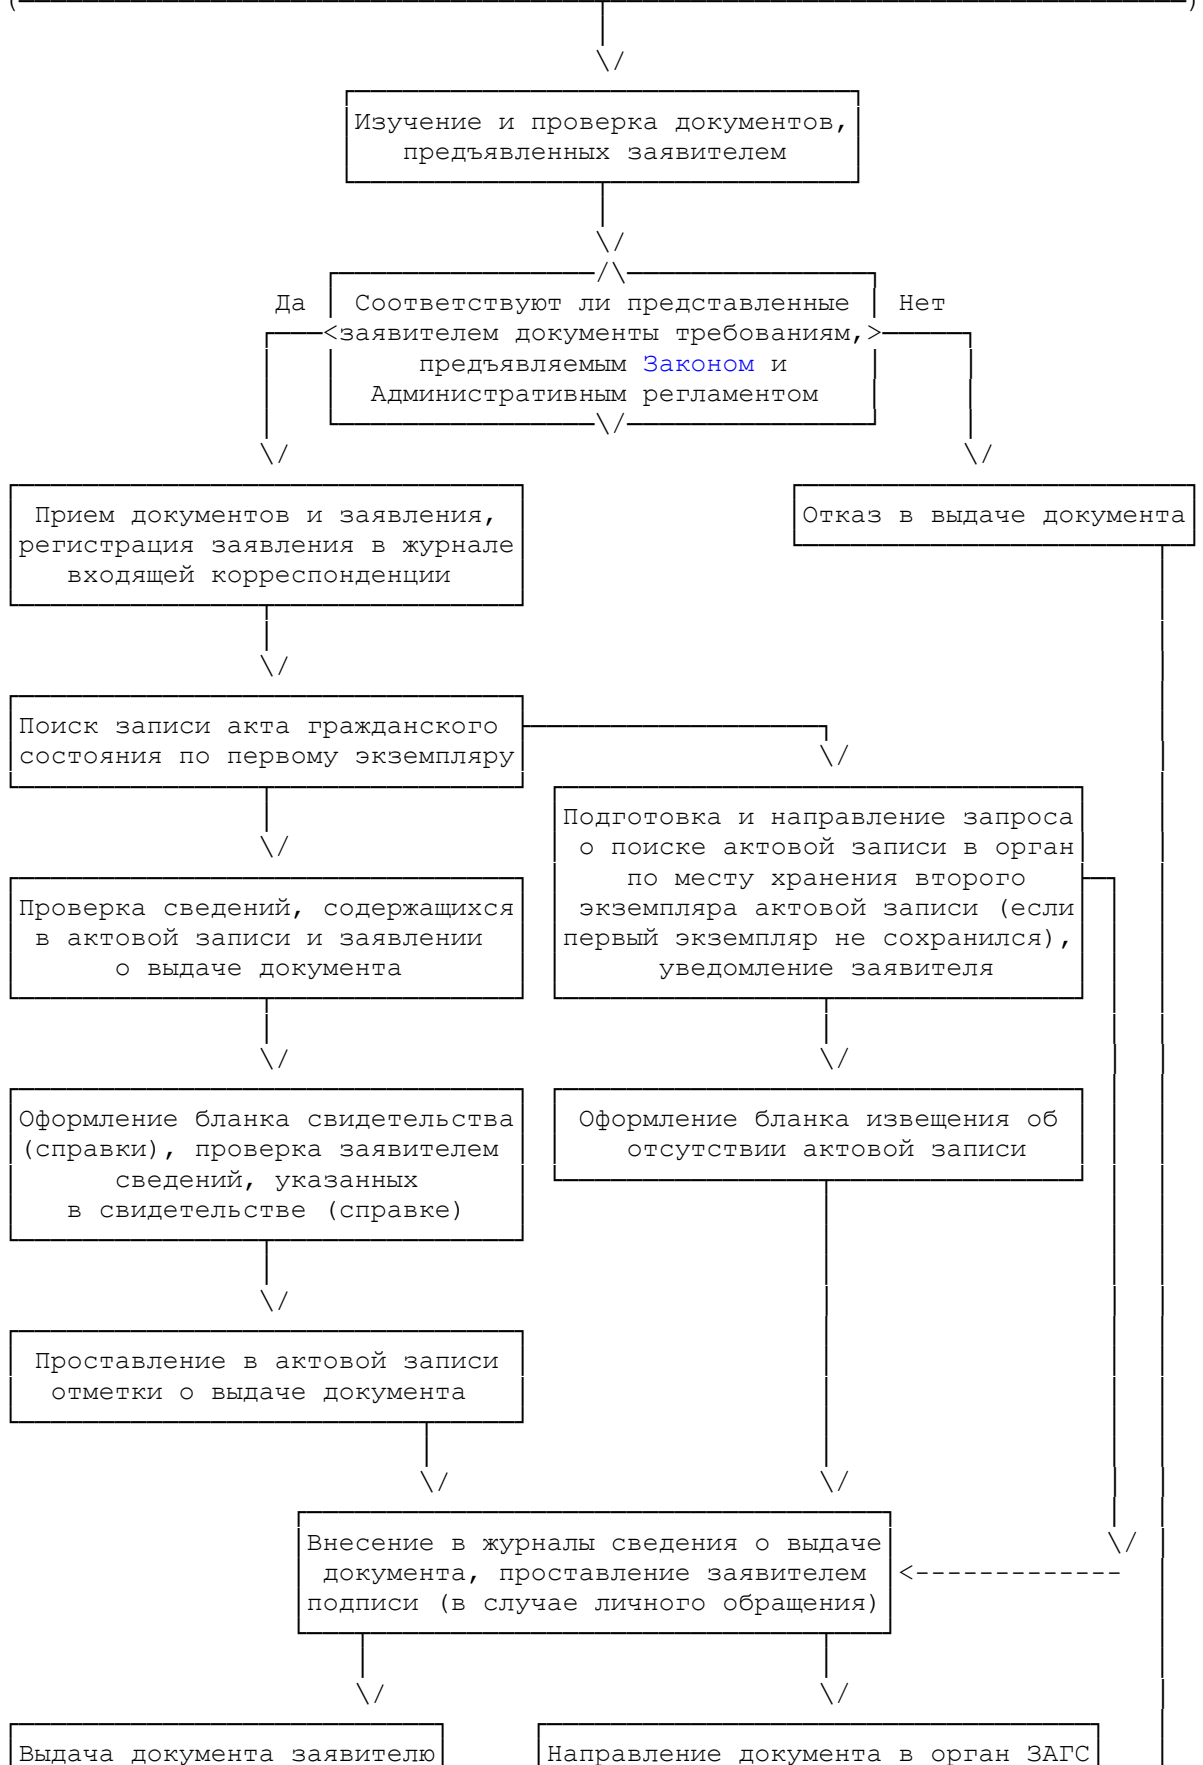 Изучение и проверка документов,
предъявленных заявителем
Да
Соответствуют ли представленные
Нет
заявителем документы требованиям,
предъявляемым Законом и
Административным регламентом
Прием документов и заявления,
регистрация заявления в журнале
входящей корреспонденции
Отказ в выдаче документа
Поиск записи акта гражданского
состояния по первому экземпляру
Подготовка и направление запроса
о поиске актовой записи в орган
по месту хранения второго
экземпляра актовой записи (если
первый экземпляр не сохранился),
уведомление заявителя
Проверка сведений, содержащихся
в актовой записи и заявлении
о выдаче документа
Оформление бланка свидетельства
(справки), проверка заявителем
сведений, указанных
в свидетельстве (справке)
Оформление бланка извещения об
отсутствии актовой записи
Проставление в актовой записи
отметки о выдаче документа
Внесение в журналы сведения о выдаче
документа, проставление заявителем
подписи (в случае личного обращения)
Выдача документа заявителю
Направление документа в орган ЗАГС